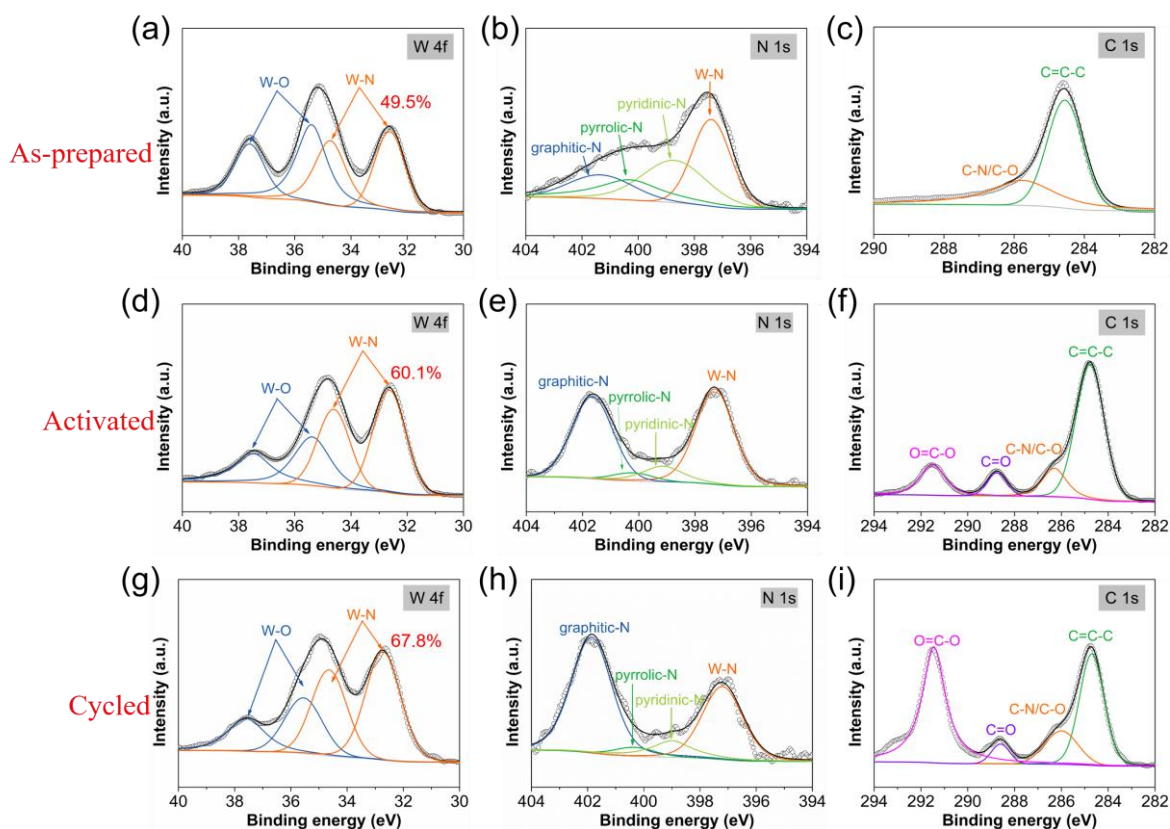 (a)
W 4f
W-O
W-N
49.5%
As-prepared
Intensity (a.u.)
40 38 36 34 32 30
Binding energy (eV)
(b)
N 1s
W-N
pyridinic-N
pyrrolic-N
graphitic-N
Intensity (a.u.)
404 402 400 398 396 394
Binding energy (eV)
(c)
C 1s
C=C-C
C-N/C-O
Intensity (a.u.)
290 288 286 284 282
Binding energy (eV)
(d)
W 4f
W-N
60.1%
W-O
Activated
Intensity (a.u.)
40 38 36 34 32 30
Binding energy (eV)
(e)
N 1s
graphitic-N
pyrrolic-N
W-N
pyridinic-N
Intensity (a.u.)
404 402 400 398 396 394
Binding energy (eV)
(f)
C 1s
C=C-C
O=C-O
C=O
C-N/C-O
Intensity (a.u.)
294 292 290 288 286 284 282
Binding energy (eV)
(g)
W 4f
W-N
W-O
67.8%
Cycled
Intensity (a.u.)
40 38 36 34 32 30
Binding energy (eV)
(h)
N 1s
graphitic-N
pyrrolic-N
W-N
pyridinic-N
Intensity (a.u.)
404 402 400 398 396 394
Binding energy (eV)
(i)
C 1s
O=C-O
C=C-C
C-N/C-O
C=O
Intensity (a.u.)
294 292 290 288 286 284 282
Binding energy (eV)